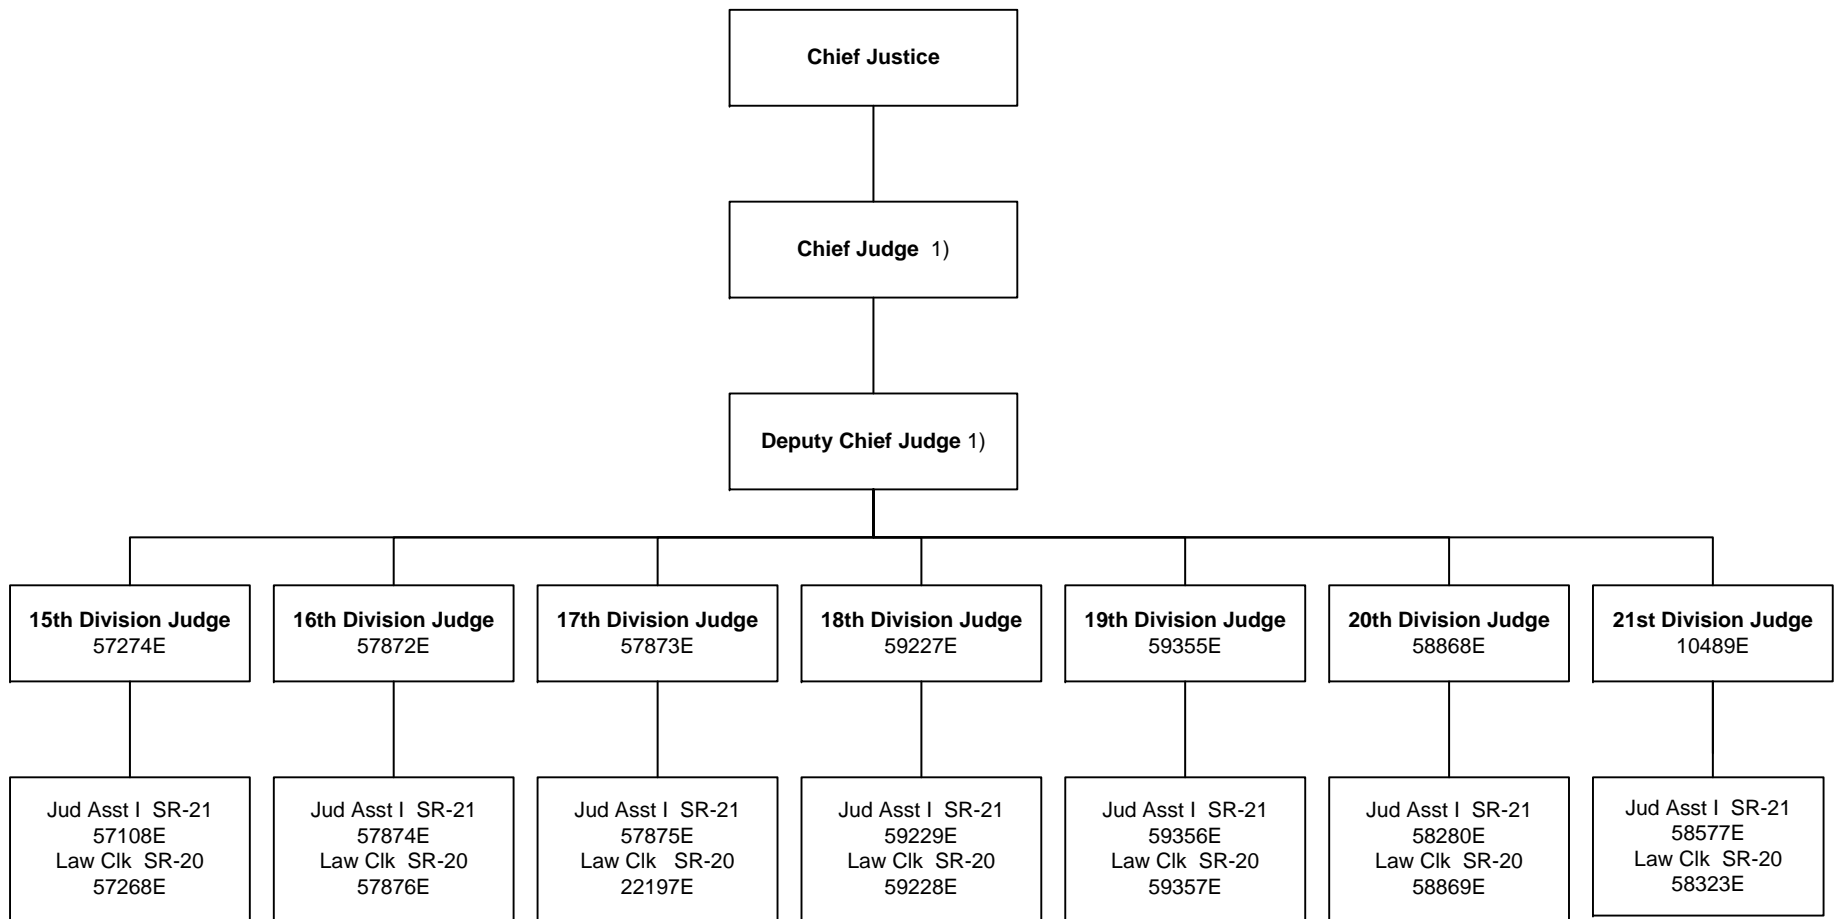 Chief Justice
Chief Judge 1)
Deputy Chief Judge 1)
15th Division Judge
57274E
16th Division Judge
57872E
17th Division Judge
57873E
18th Division Judge
59227E
19th Division Judge
59355E
20th Division Judge
58868E
21st Division Judge
10489E
Jud Asst I SR-21
57108E
Law Clk SR-20
57268E
Jud Asst I SR-21
57874E
Law Clk SR-20
57876E
Jud Asst I SR-21
57875E
Law Clk SR-20
22197E
Jud Asst I SR-21
59229E
Law Clk SR-20
59228E
Jud Asst I SR-21
59356E
Law Clk SR-20
59357E
Jud Asst I SR-21
58280E
Law Clk SR-20
58869E
Jud Asst I SR-21
58577E
Law Clk SR-20
58323E